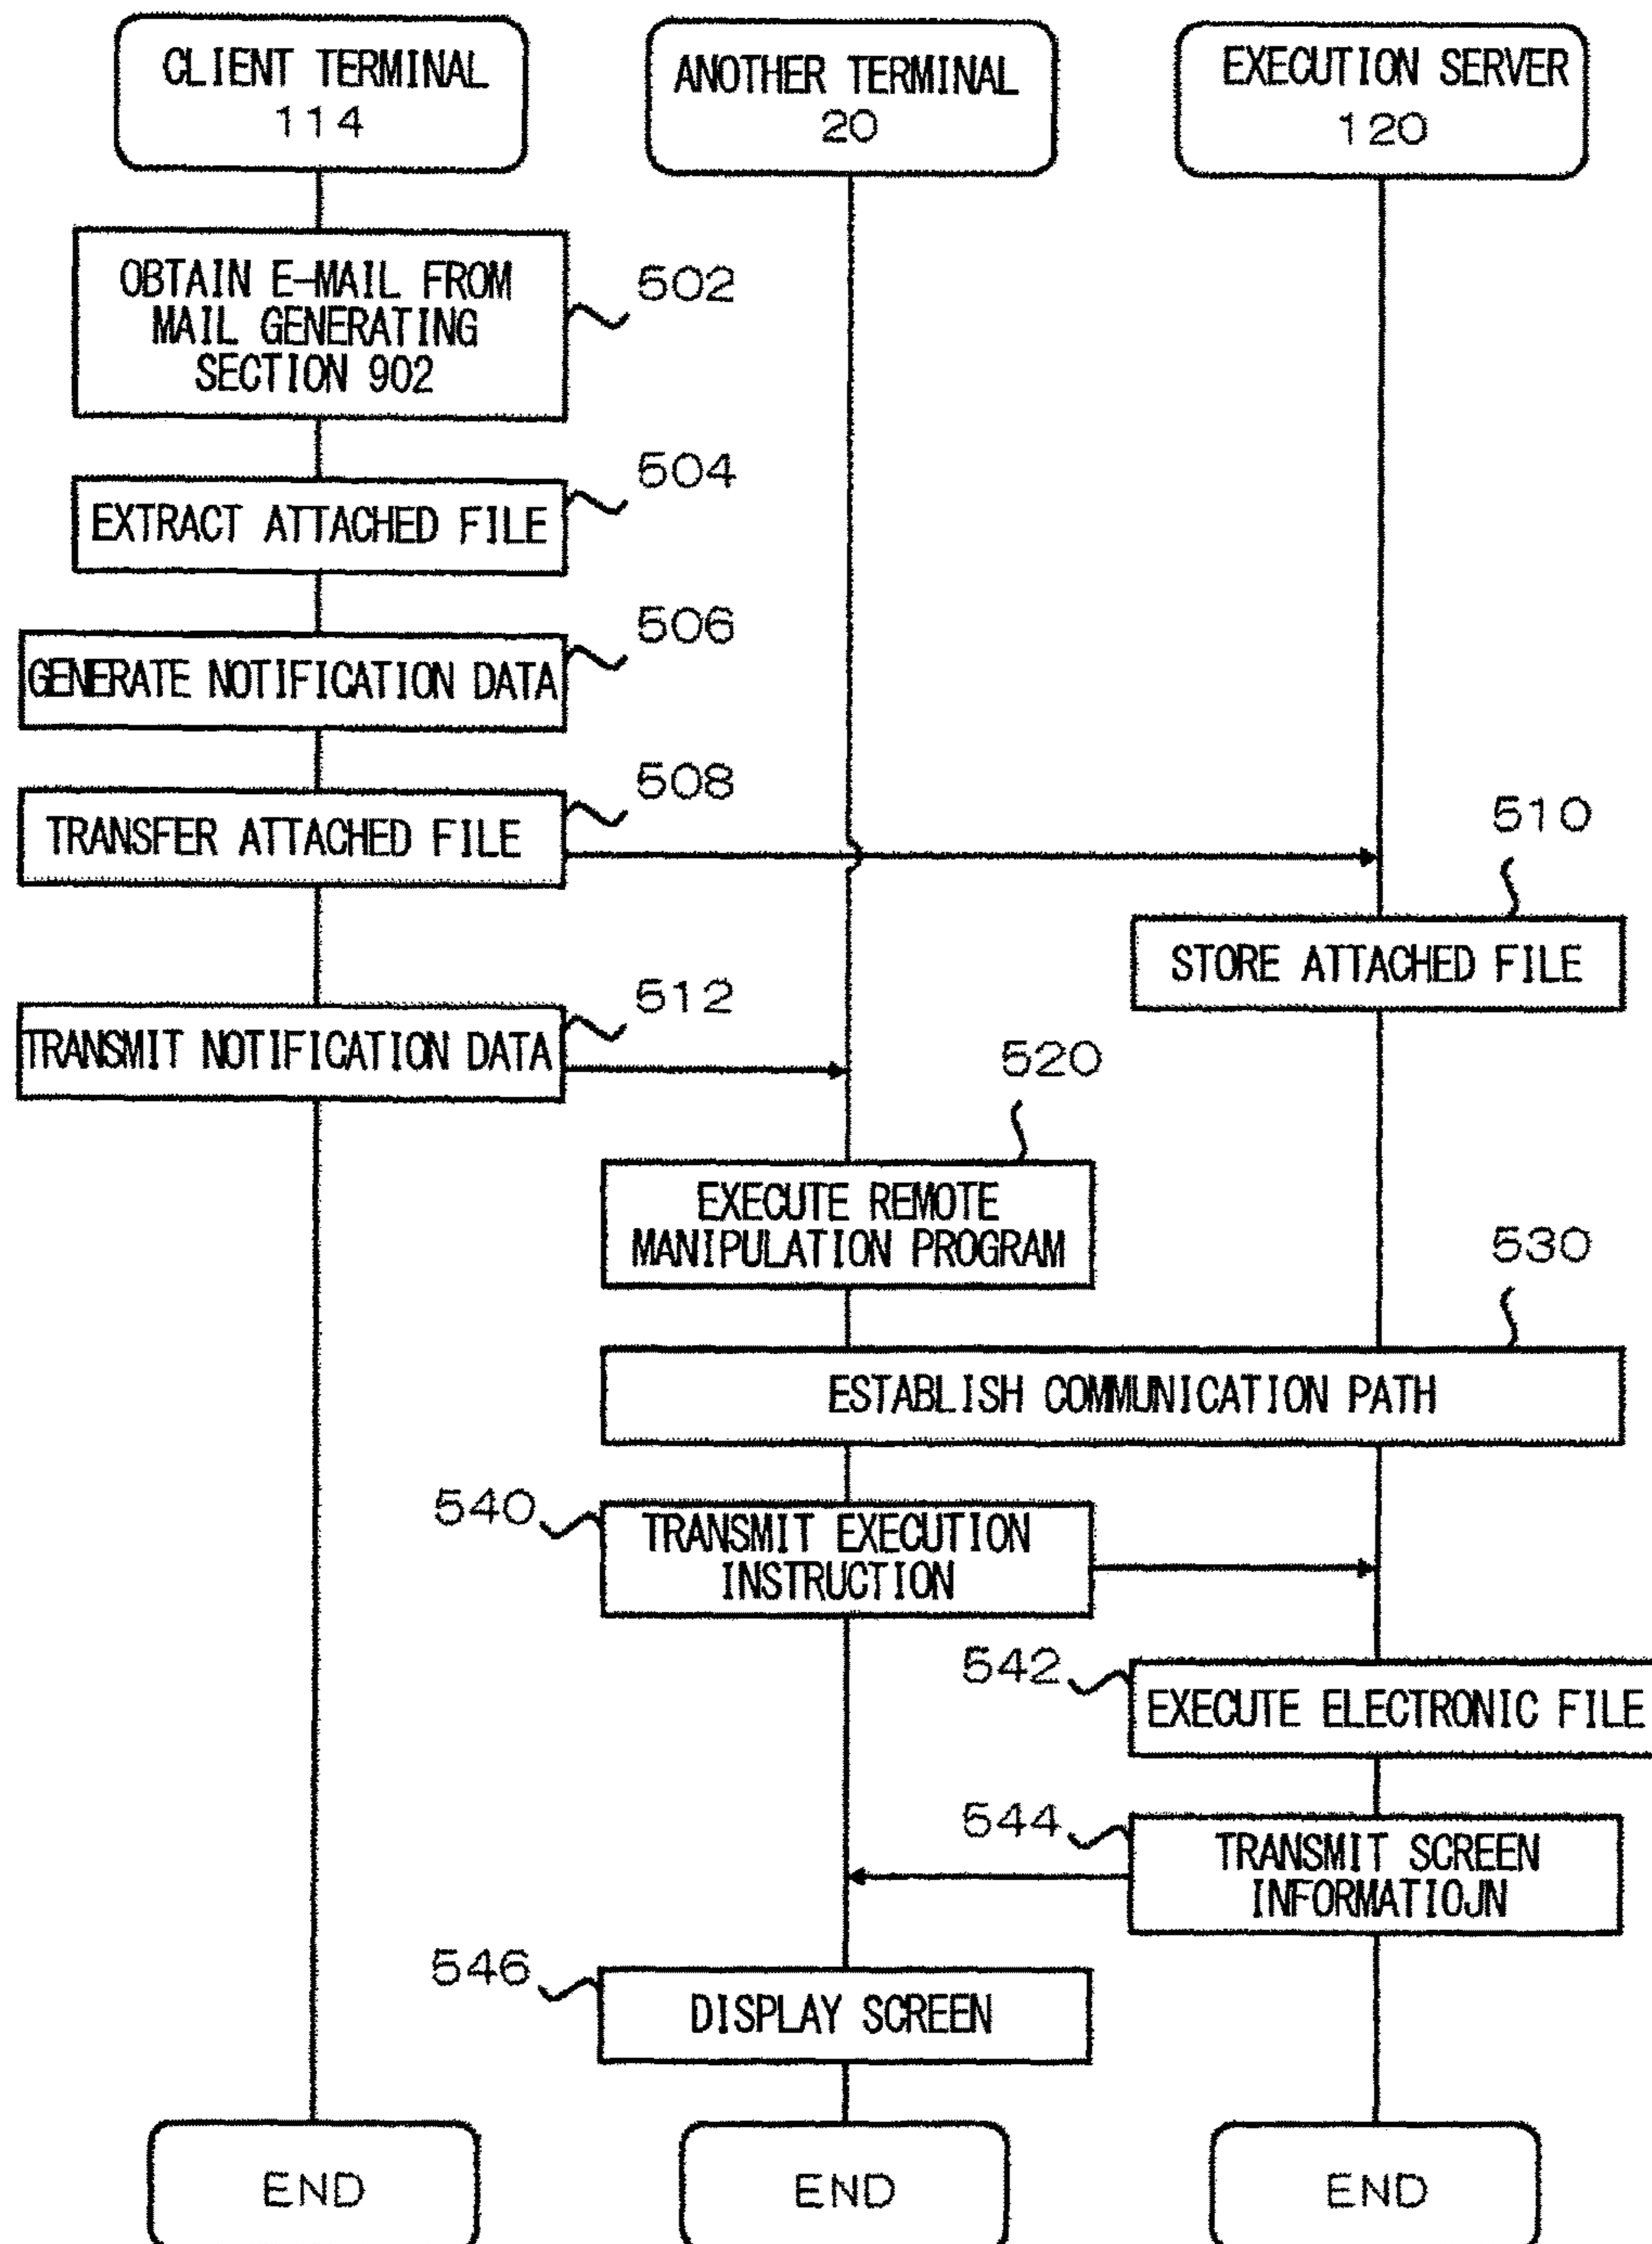 CLIENT TERMINAL
114
ANOTHER TERMINAL
20
EXECUTION SERVER
120
OBTAIN E-MAIL FROM
MAIL GENERATING
SECTION 902
502
EXTRACT ATTACHED FILE
504
GENERATE NOTIFICATION DATA
506
TRANSFER ATTACHED FILE
508
510
STORE ATTACHED FILE
TRANSMIT NOTIFICATION DATA
512
520
EXECUTE REMOTE
MANIPULATION PROGRAM
530
ESTABLISH COMMUNICATION PATH
540
TRANSMIT EXECUTION
INSTRUCTION
542
EXECUTE ELECTRONIC FILE
544
TRANSMIT SCREEN
INFORMATIOJN
546
DISPLAY SCREEN
END
END
END